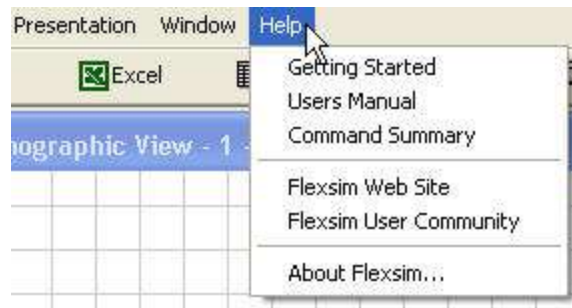 Presentation Window Help
Excel
Getting Started
Users Manual
Command Summary
nographic View - 1 -
Flexsim Web Site
Flexsim User Community
About Flexsim...